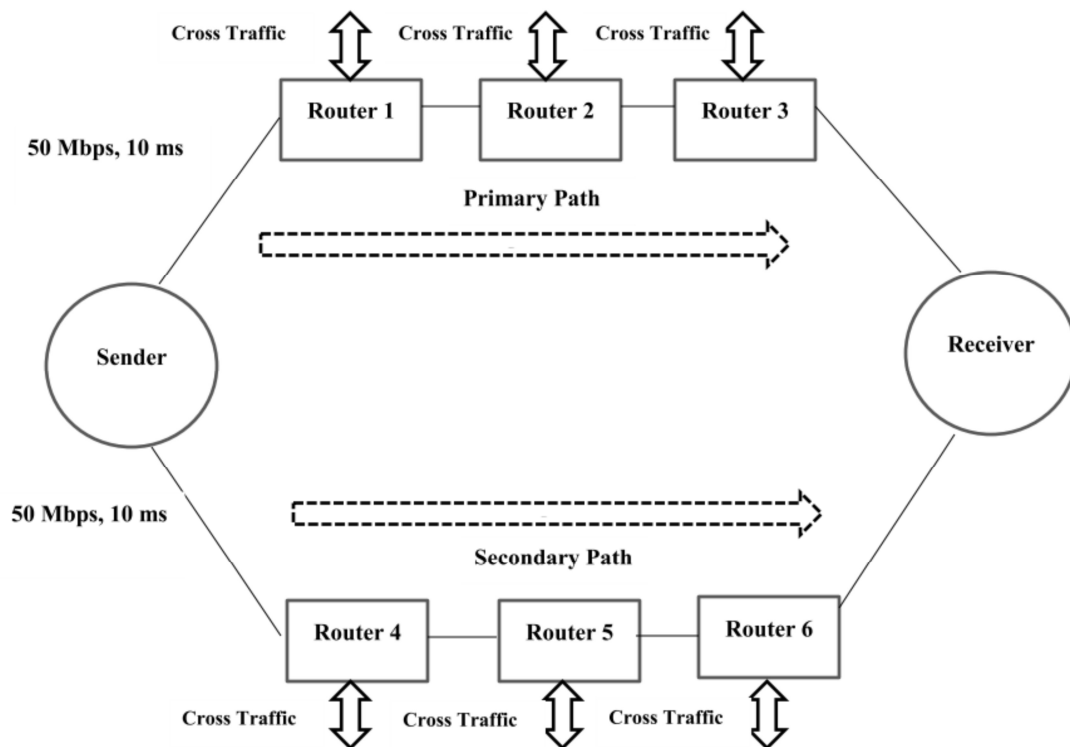 Cross Traffic
Cross Traffic
Cross Traffic
Router 1
Router 2
Router 3
50 Mbps, 10 ms
Primary Path
Sender
Receiver
50 Mbps, 10 ms
Secondary Path
Router 4
Router 5
Router 6
Cross Traffic
Cross Traffic
Cross Traffic